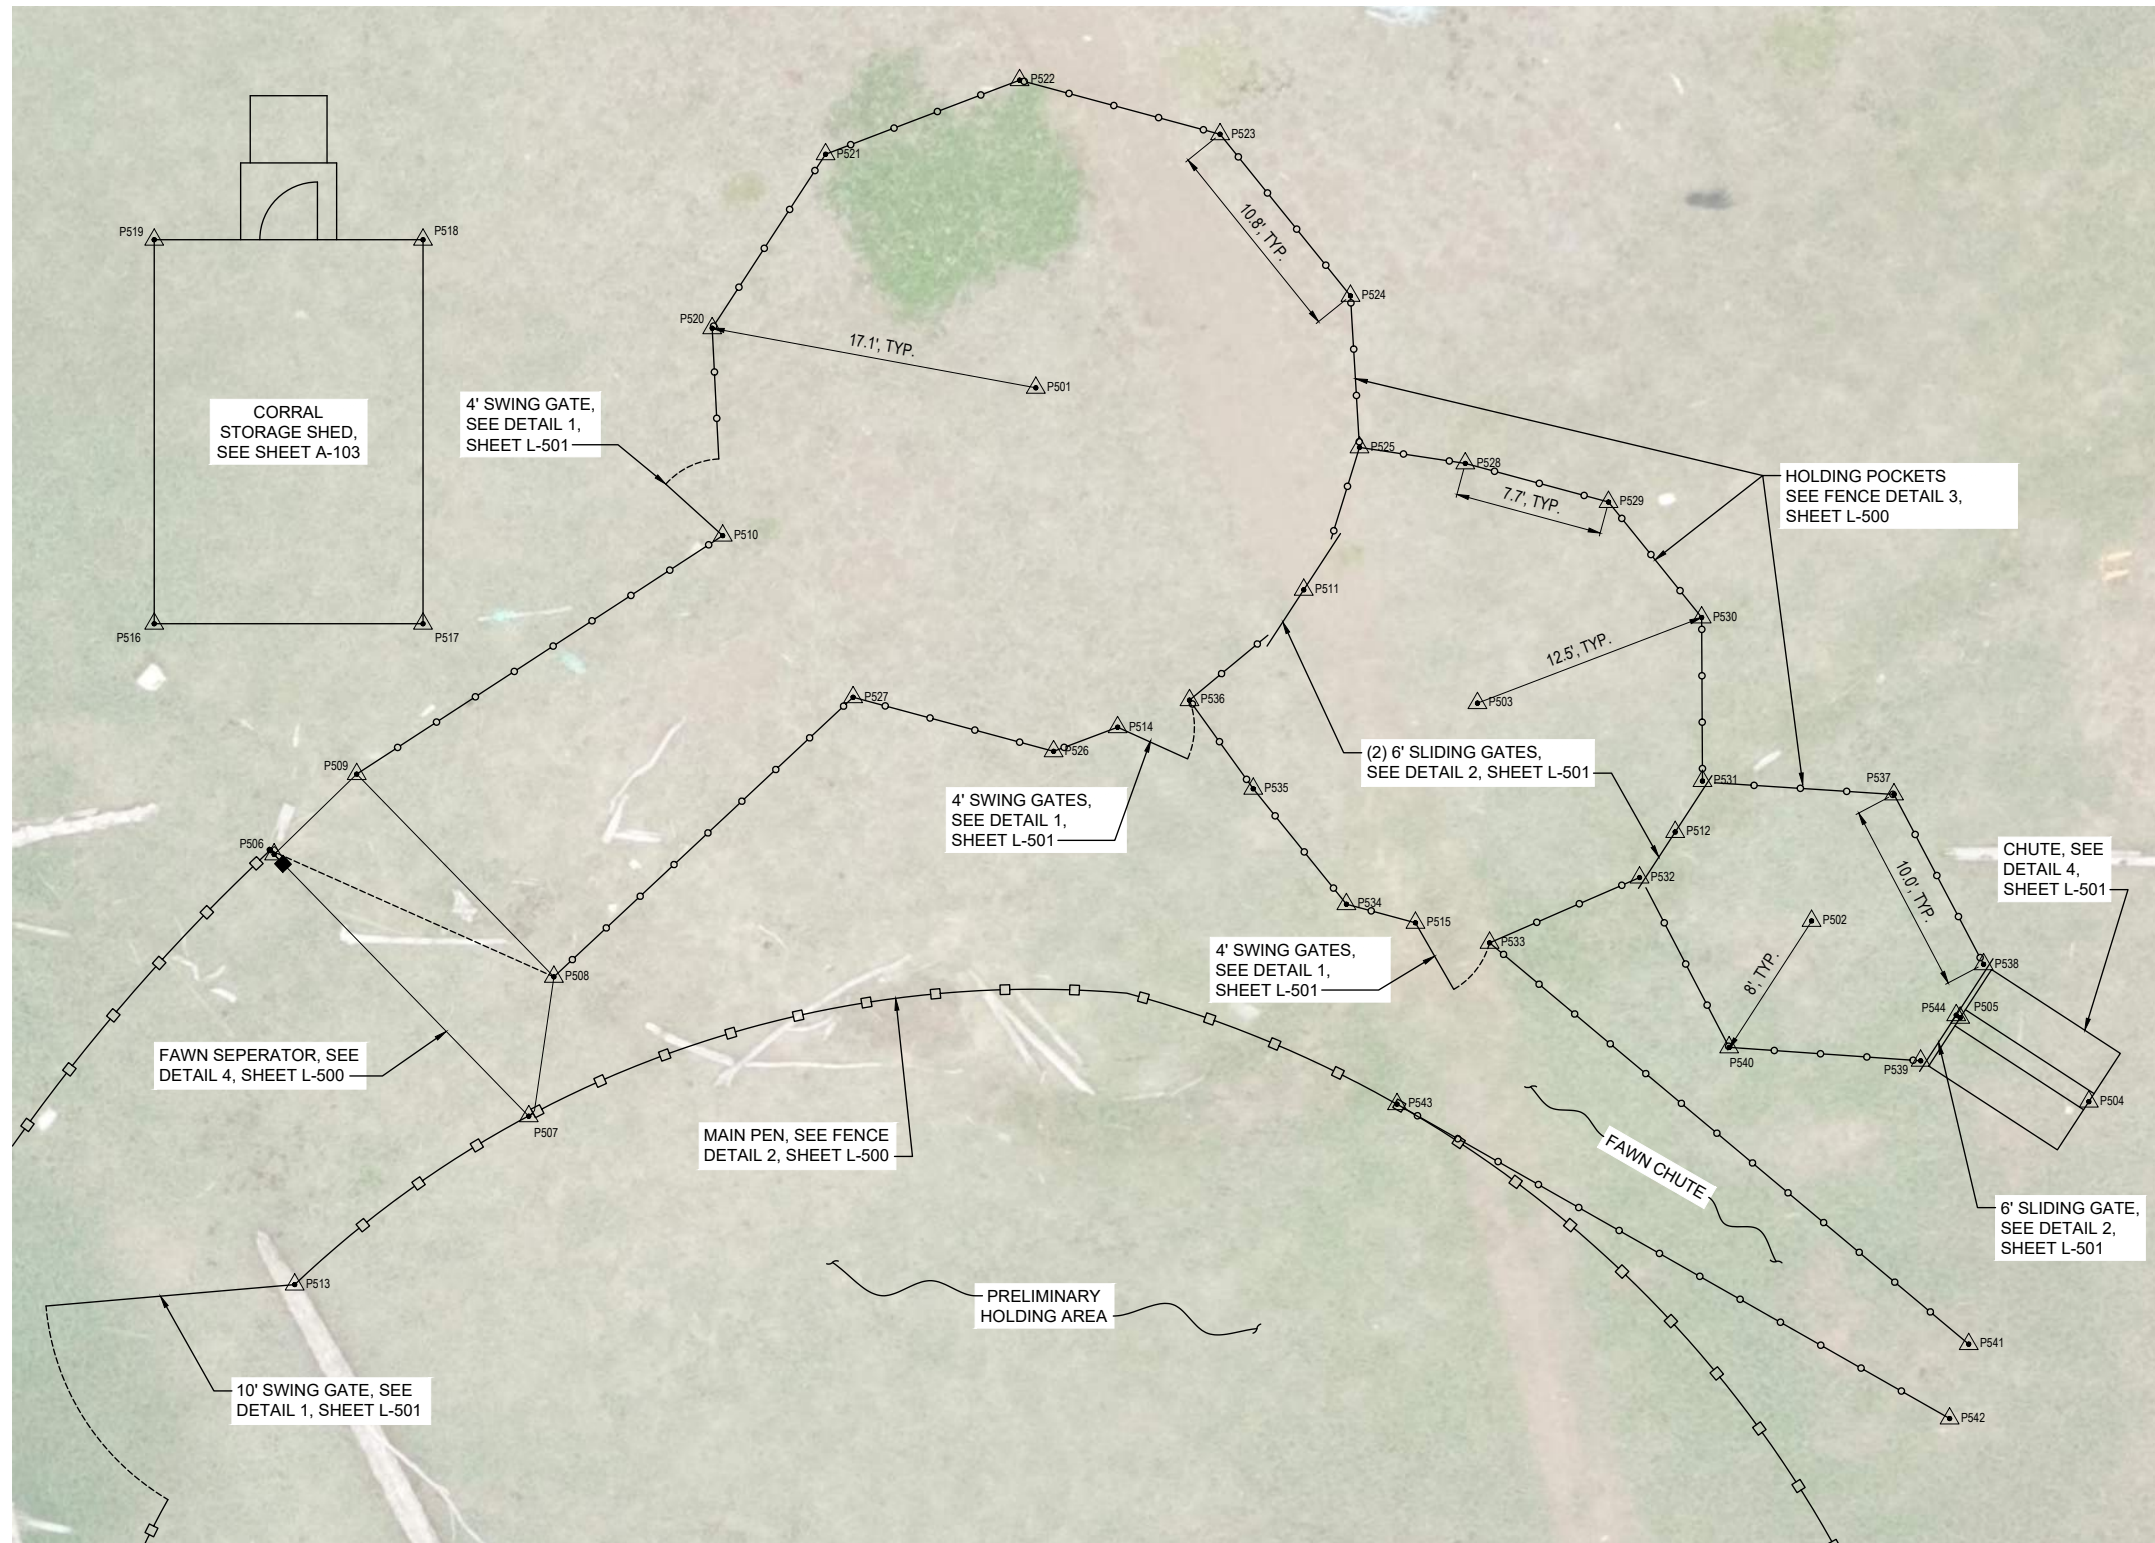 P522
P523
P521
10.8', TYP.
P519
P518
P524
P520
17.1', TYP.
P501
4' SWING GATE,
SEE DETAIL 1,
SHEET L-501
CORRAL
STORAGE SHED,
SEE SHEET A-103
P525
P528
7.7', TYP.
P529
HOLDING POCKETS
SEE FENCE DETAIL 3,
SHEET L-500
P510
P511
P516
P517
P530
12.5', TYP.
P503
P527
P536
P514
P526
(2) 6' SLIDING GATES,
SEE DETAIL 2, SHEET L-501
P509
P531
P537
P535
4' SWING GATES,
SEE DETAIL 1,
SHEET L-501
P512
P506
CHUTE, SEE
DETAIL 4,
SHEET L-501
10.0', TYP.
P532
P534
P515
P502
P533
4' SWING GATES,
SEE DETAIL 1,
SHEET L-501
P508
P538
8', TYP.
P544
P505
FAWN SEPERATOR, SEE
DETAIL 4, SHEET L-500
P540
P539
P504
P543
P507
MAIN PEN, SEE FENCE
DETAIL 2, SHEET L-500
FAWN CHUTE
6' SLIDING GATE,
SEE DETAIL 2,
SHEET L-501
P513
PRELIMINARY
HOLDING AREA
P541
10' SWING GATE, SEE
DETAIL 1, SHEET L-501
P542